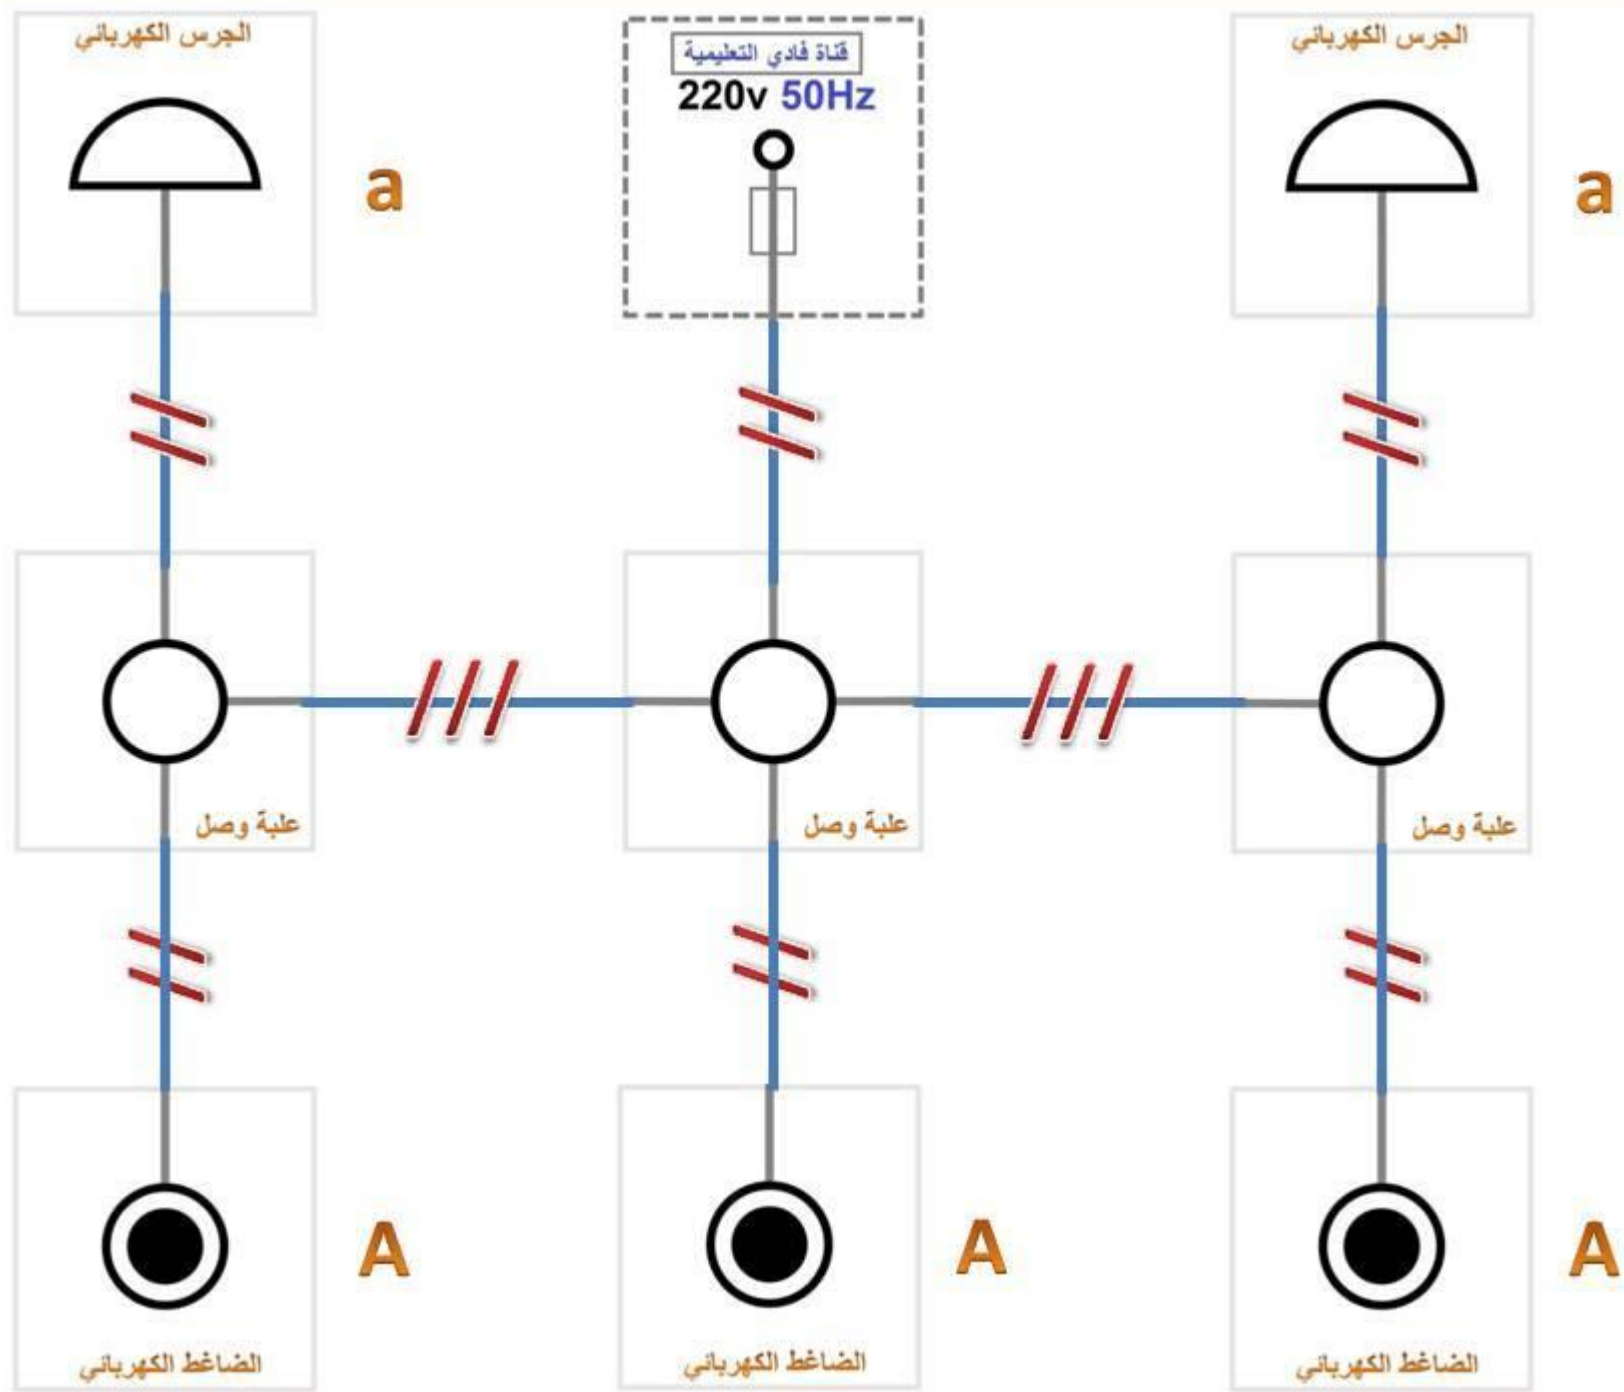 الجرس الكهربائي
قناة فادي التعليمية
220v 50Hz
الجرس الكهربائي
a
a
علبة وصل
علبة وصل
علبة وصل
A
A
A
الضاغط الكهربائي
الضاغط الكهربائي
الضاغط الكهربائي